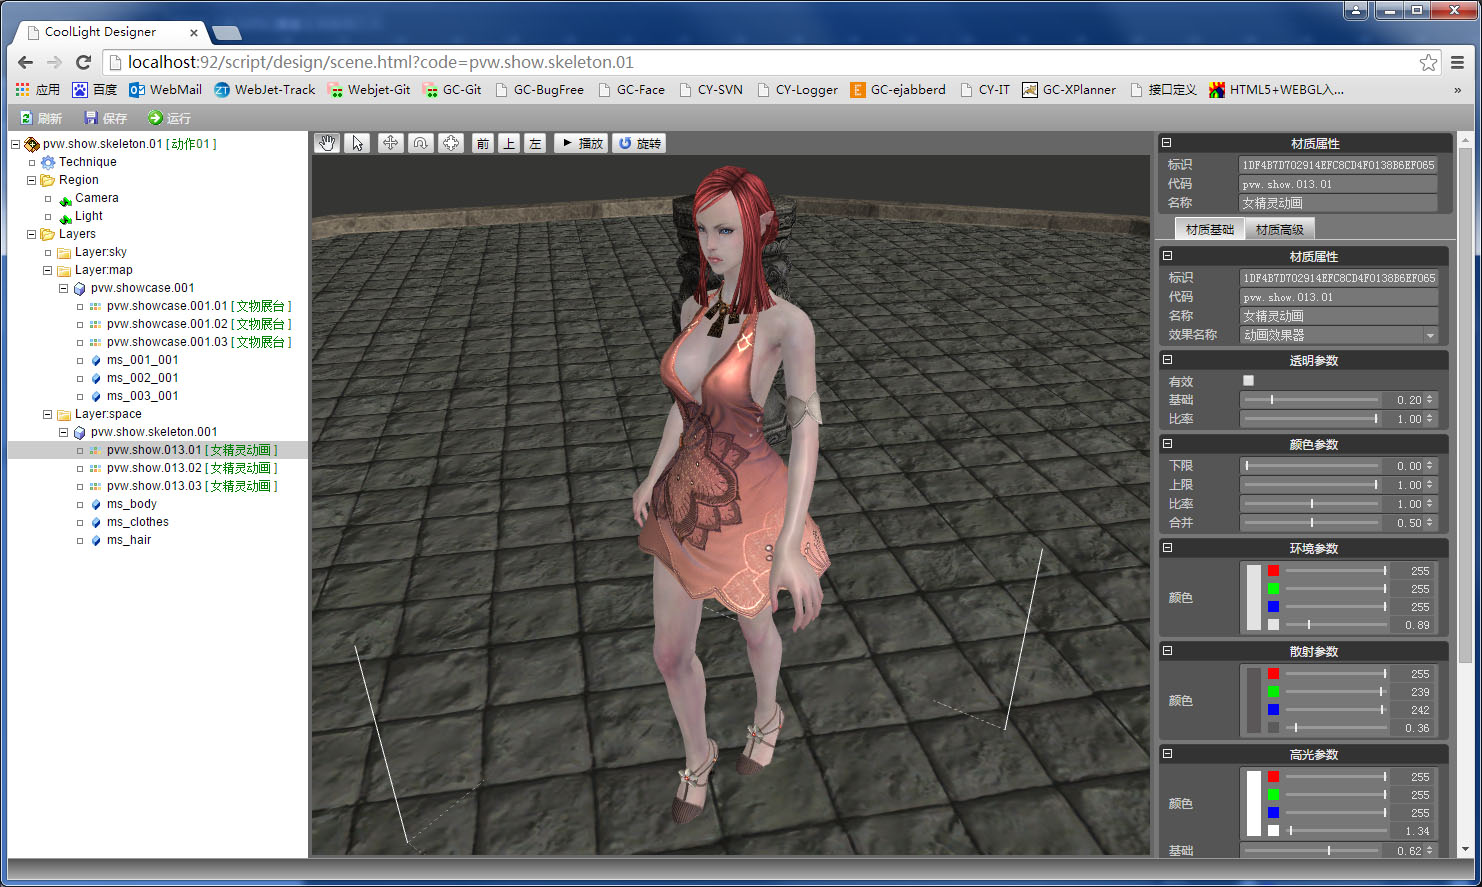 CoolLight Designer
localhost:92/script/design/scene.html?code=pvw.show.skeleton.01
应用 百度 WebMail WebJet-Track Webjet-Git GC-Git GC-BugFree GC-Face CY-SVN CY-Logger GC-ejabberd CY-IT GC-XPlanner 接口定义 HTML5+WEBGL入... »
刷新 保存 运行
pvw.show.skeleton.01 [ 动作01 ]
Technique
Region
Camera
Light
Layers
Layer:sky
Layer:map
pvw.showcase.001
pvw.showcase.001.01 [ 文物展台 ]
pvw.showcase.001.02 [ 文物展台 ]
pvw.showcase.001.03 [ 文物展台 ]
ms_001_001
ms_002_001
ms_003_001
Layer:space
pvw.show.skeleton.001
pvw.show.013.01 [ 女精灵动画 ]
pvw.show.013.02 [ 女精灵动画 ]
pvw.show.013.03 [ 女精灵动画 ]
ms_body
ms_clothes
ms_hair
前 上 左 播放 旋转
材质属性
标识 1DF4B7D702914EFC8CD4F0138B6EF065
代码 pvw.show.013.01
名称 女精灵动画
材质基础 材质高级
材质属性
标识 1DF4B7D702914EFC8CD4F0138B6EF065
代码 pvw.show.013.01
名称 女精灵动画
效果名称 动画效果器
透明参数
有效
基础 0.20
比率 1.00
颜色参数
下限 0.00
上限 1.00
比率 1.00
合并 0.50
环境参数
255
255
颜色
255
0.89
散射参数
255
239
颜色
242
0.36
高光参数
255
255
颜色
255
1.34
基础 0.62